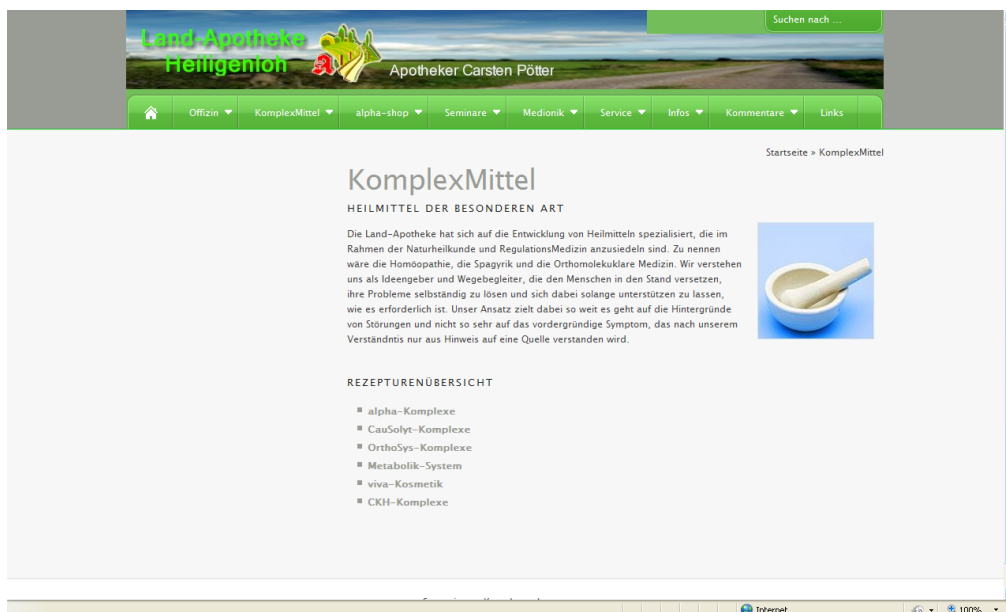 Suchen nach ...
Land-Apotheke
Heiligenloh
Apotheker Carsten Pötter
Offizin
KomplexMittel
alpha-shop
Seminare
Medionik
Service
Infos
Kommentare
Links
Startseite » KomplexMittel
KomplexMittel
HEILMITTEL DER BESONDEREN ART
Die Land-Apotheke hat sich auf die Entwicklung von Heilmitteln spezialisiert, die im
Rahmen der Naturheilkunde und RegulationsMedizin anzusiedeln sind. Zu nennen
wäre die Homöopathie, die Spagyrik und die Orthomolekuklare Medizin. Wir verstehen
uns als Ideengeber und Wegebegleiter, die den Menschen in den Stand versetzen,
ihre Probleme selbständig zu lösen und sich dabei solange unterstützen zu lassen,
wie es erforderlich ist. Unser Ansatz zielt dabei so weit es geht auf die Hintergründe
von Störungen und nicht so sehr auf das vordergründige Symptom, das nach unserem
Verständntis nur aus Hinweis auf eine Quelle verstanden wird.
REZEPTURENÜBERSICHT
alpha-Komplexe
CauSolyt-Komplexe
OrthoSys-Komplexe
Metabolik-System
viva-Kosmetik
CKH-Komplexe
Internet
100%